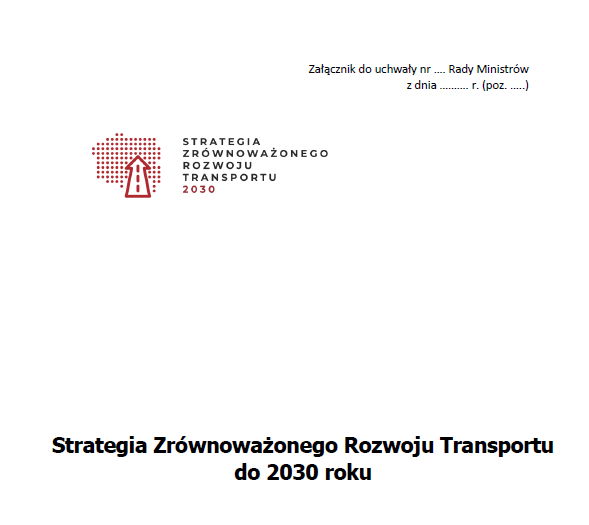 Załącznik do uchwały nr .... Rady Ministrów
z dnia .......... r. (poz. .....)
STRATEGIA
ZRÓWNOWAŻONEGO
ROZWOJU
TRANSPORTU
2030
Strategia Zrównoważonego Rozwoju Transportu
do 2030 roku